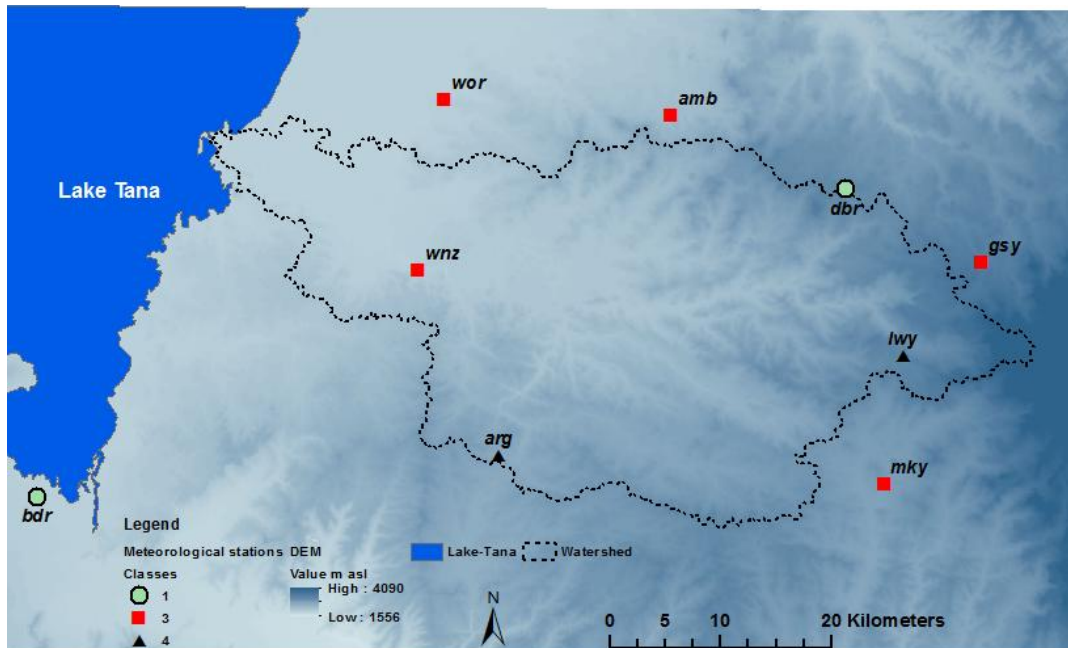 wor
amb
Lake Tana
dbr
wnz
gsy
lwy
arg
mky
bdr
Legend
Meteorological stations DEM
Lake-Tana
Watershed
Classes
Value m asl
1
High : 4090
3
Low : 1556
4
N
0 5 10 20 Kilometers